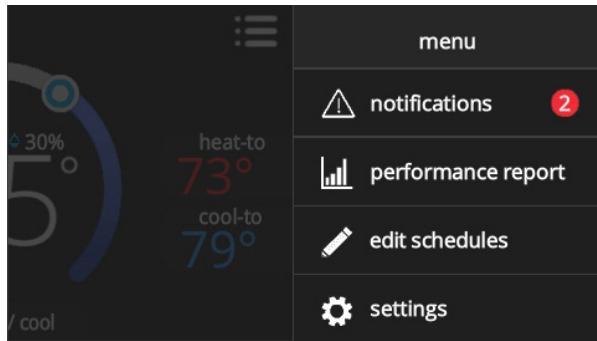 menu
notifications 2
performance report
edit schedules
settings
30%
5°
heat-to
73°
cool-to
79°
/ cool